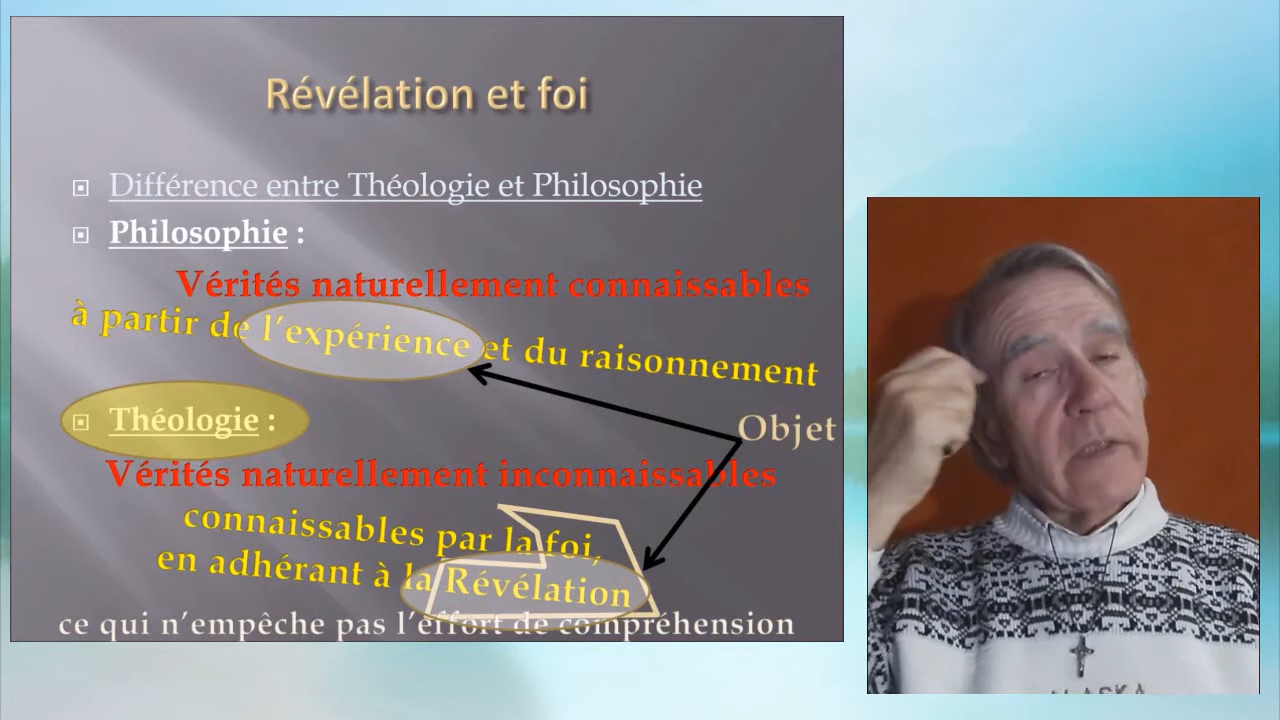 Révélation et foi
Différence entre Théologie et Philosophie
Philosophie :
Vérités naturellement connaissables
à partir de l’expérience et du raisonnement
Théologie :
Objet
Vérités naturellement inconnaissables
connaissables par la foi,
en adhérant à la Révélation
ce qui n’empêche pas l’effort de compréhension
ALASKA